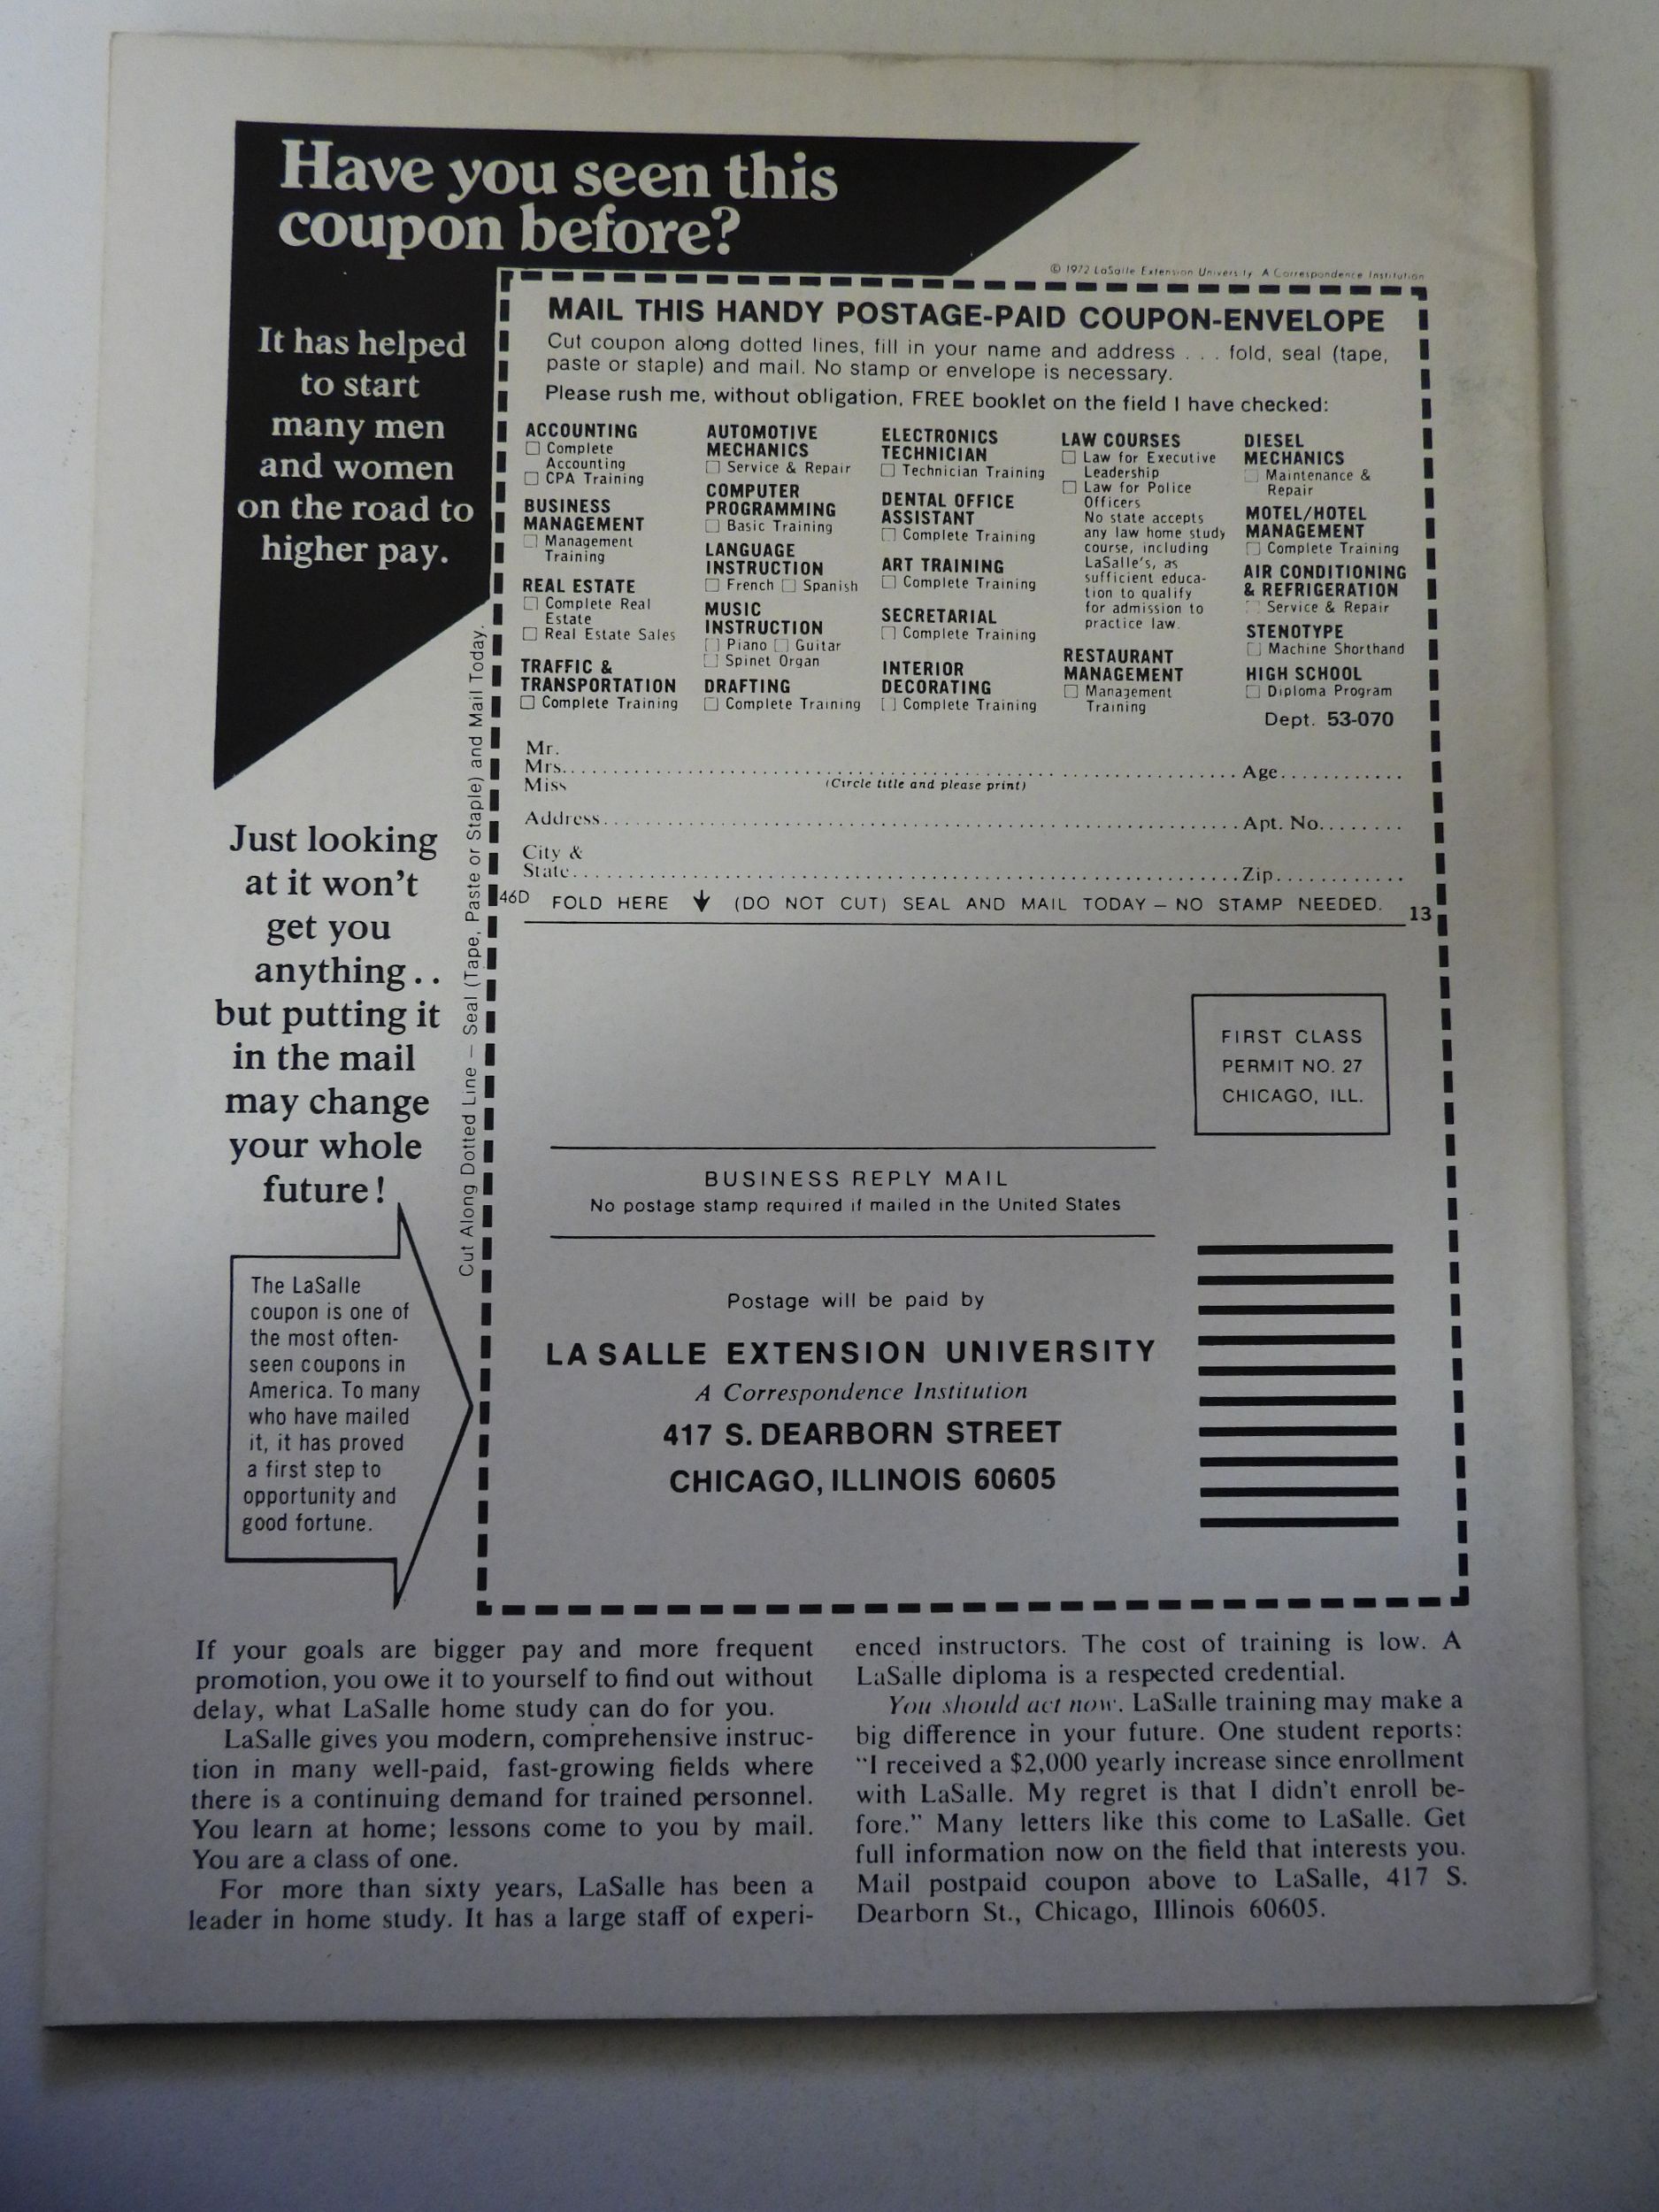 Have you seen this
coupon before?
It has helped
to start
many men
and women
on the road to
higher pay.
Just looking
at it won't
get you
anything..
but putting it
in the mail
may change
your whole
future!
The LaSalle
coupon is one of
the most often-
seen coupons in
America. To many
who have mailed
it, it has proved
a first step to
opportunity and
good fortune.
Cut Along Dotted Line — Seal (Tape, Paste or Staple) and Mail Today.
© 1972 LaSalle Extension University A Correspondence Institution
MAIL THIS HANDY POSTAGE-PAID COUPON-ENVELOPE
Cut coupon along dotted lines, fill in your name and address . . . fold, seal (tape,
paste or staple) and mail. No stamp or envelope is necessary.
Please rush me, without obligation, FREE booklet on the field I have checked:
ACCOUNTING
☐ Complete
Accounting
☐ CPA Training
BUSINESS
MANAGEMENT
☐ Management
Training
REAL ESTATE
☐ Complete Real
Estate
☐ Real Estate Sales
TRAFFIC &
TRANSPORTATION
☐ Complete Training
AUTOMOTIVE
MECHANICS
☐ Service & Repair
COMPUTER
PROGRAMMING
☐ Basic Training
LANGUAGE
INSTRUCTION
☐ French ☐ Spanish
MUSIC
INSTRUCTION
☐ Piano ☐ Guitar
☐ Spinet Organ
DRAFTING
☐ Complete Training
ELECTRONICS
TECHNICIAN
☐ Technician Training
DENTAL OFFICE
ASSISTANT
☐ Complete Training
ART TRAINING
☐ Complete Training
SECRETARIAL
☐ Complete Training
INTERIOR
DECORATING
☐ Complete Training
LAW COURSES
☐ Law for Executive
Leadership
☐ Law for Police
Officers
No state accepts
any law home study
course, including
LaSalle's, as
sufficient educa-
tion to qualify
for admission to
practice law.
RESTAURANT
MANAGEMENT
☐ Management
Training
DIESEL
MECHANICS
☐ Maintenance &
Repair
MOTEL/HOTEL
MANAGEMENT
☐ Complete Training
AIR CONDITIONING
& REFRIGERATION
☐ Service & Repair
STENOTYPE
☐ Machine Shorthand
HIGH SCHOOL
☐ Diploma Program
Dept. 53-070
Mr.
Mrs. Age
Miss (Circle title and please print)
Address Apt. No.
City &
State Zip
46D FOLD HERE ↓ (DO NOT CUT) SEAL AND MAIL TODAY — NO STAMP NEEDED. 13
FIRST CLASS
PERMIT NO. 27
CHICAGO, ILL.
BUSINESS REPLY MAIL
No postage stamp required if mailed in the United States
Postage will be paid by
LA SALLE EXTENSION UNIVERSITY
A Correspondence Institution
417 S. DEARBORN STREET
CHICAGO, ILLINOIS 60605
If your goals are bigger pay and more frequent
promotion, you owe it to yourself to find out without
delay, what LaSalle home study can do for you.
LaSalle gives you modern, comprehensive instruc-
tion in many well-paid, fast-growing fields where
there is a continuing demand for trained personnel.
You learn at home; lessons come to you by mail.
You are a class of one.
For more than sixty years, LaSalle has been a
leader in home study. It has a large staff of experi-
enced instructors. The cost of training is low. A
LaSalle diploma is a respected credential.
You should act now. LaSalle training may make a
big difference in your future. One student reports:
"I received a $2,000 yearly increase since enrollment
with LaSalle. My regret is that I didn't enroll be-
fore." Many letters like this come to LaSalle. Get
full information now on the field that interests you.
Mail postpaid coupon above to LaSalle, 417 S.
Dearborn St., Chicago, Illinois 60605.